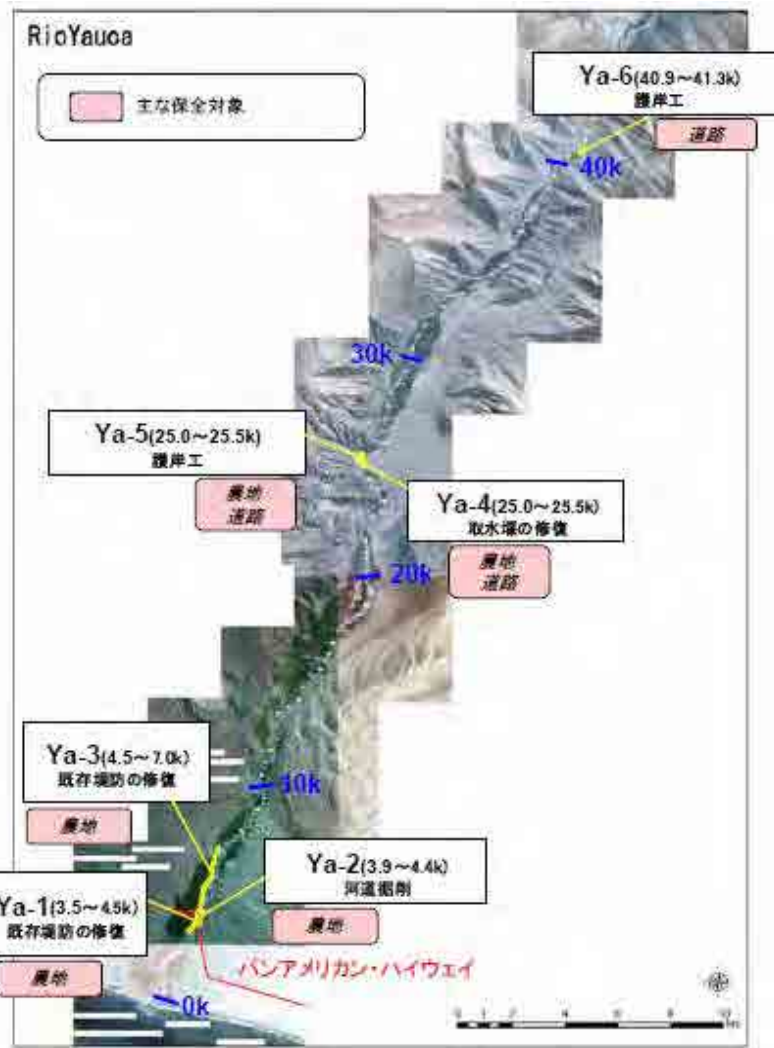 RioYauca
主な保全対象
Ya-6(40.9～41.3k)
護岸工
道路
40k
30k
Ya-5(25.0～25.5k)
護岸工
農地
道路
Ya-4(25.0～25.5k)
取水堰の修復
農地
道路
20k
Ya-3(4.5～7.0k)
既存堤防の修復
農地
10k
Ya-2(3.9～4.4k)
河道掘削
農地
Ya-1(3.5～4.5k)
既存堤防の修復
農地
パンアメリカン・ハイウェイ
0k